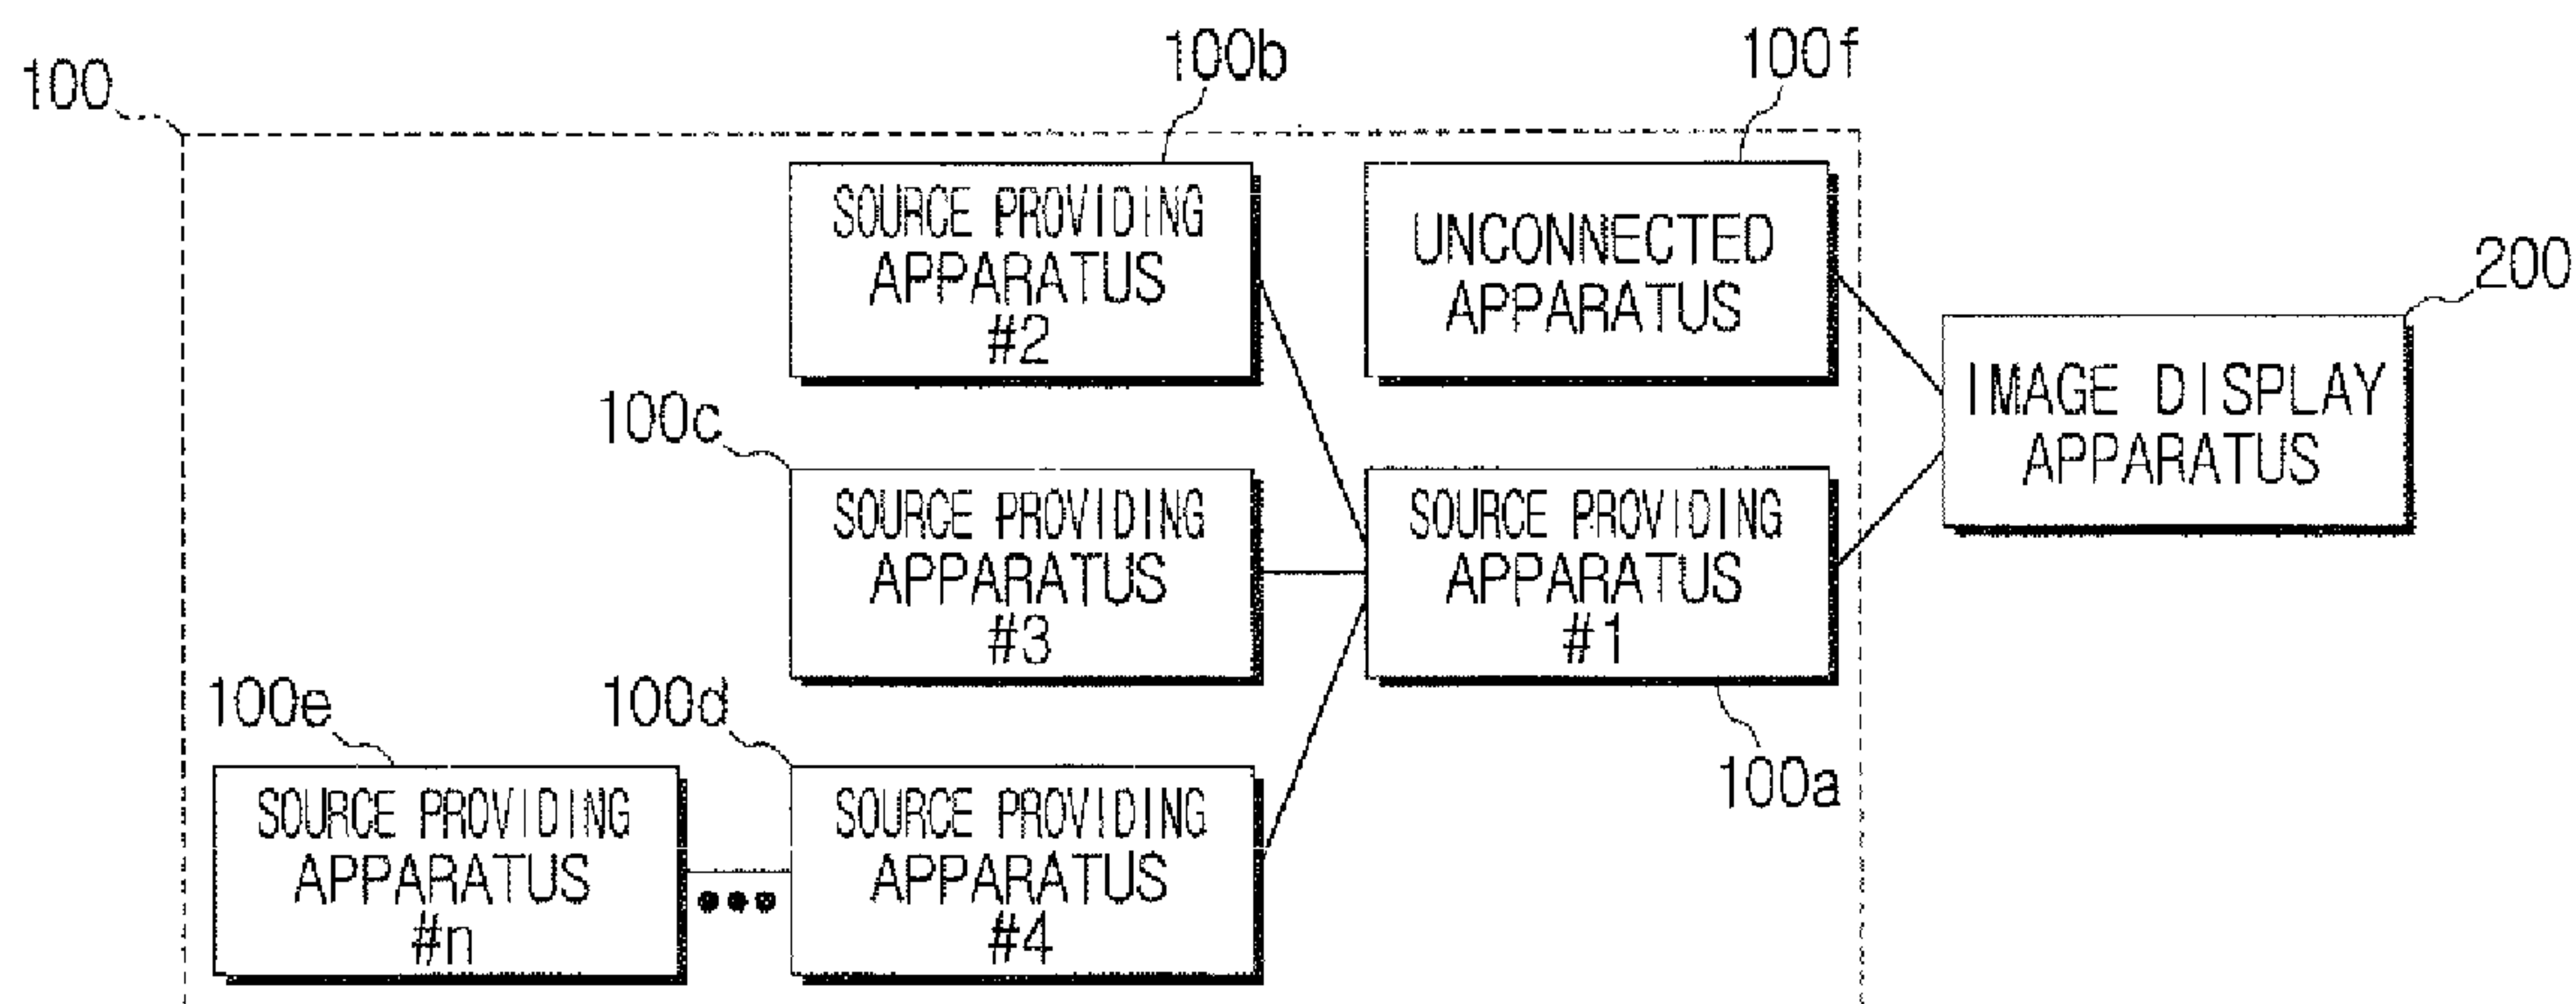 100
100b
100f
SOURCE PROVIDING
APPARATUS
#2
UNCONNECTED
APPARATUS
200
IMAGE DISPLAY
APPARATUS
100c
SOURCE PROVIDING
APPARATUS
#3
SOURCE PROVIDING
APPARATUS
#1
100a
100e
100d
SOURCE PROVIDING
APPARATUS
#n
SOURCE PROVIDING
APPARATUS
#4